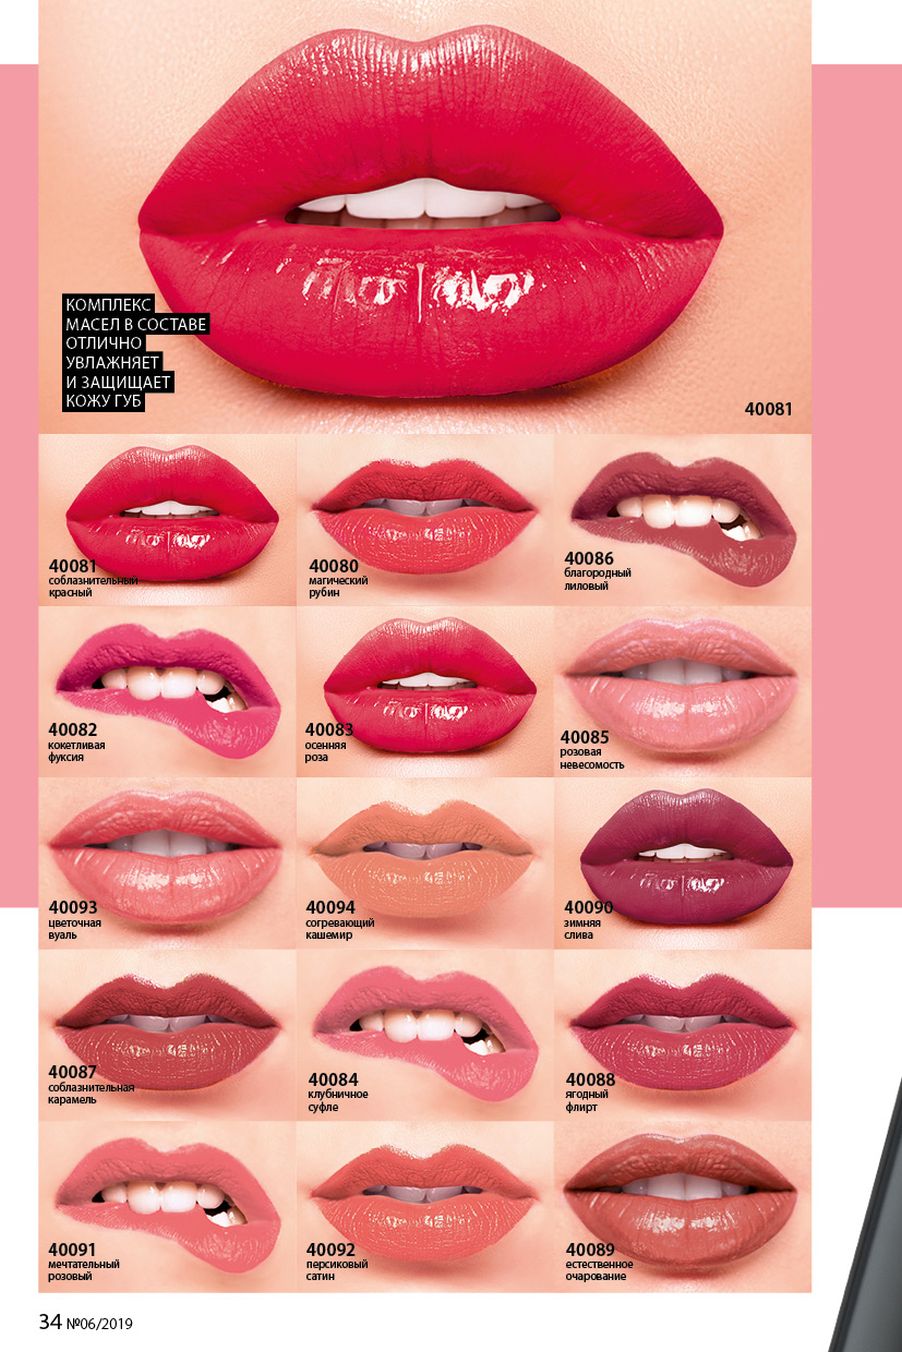 КОМПЛЕКС
МАСЕЛ В СОСТАВЕ
ОТЛИЧНО
УВЛАЖНЯЕТ
И ЗАЩИЩАЕТ
КОЖУ ГУБ
40081
40081
соблазнительный
красный
40080
магический
рубин
40086
благородный
лиловый
40082
кокетливая
фуксия
40083
осенняя
роза
40085
розовая
невесомость
40093
цветочная
вуаль
40094
согревающий
кашемир
40090
зимняя
слива
40087
соблазнительная
карамель
40084
клубничное
суфле
40088
ягодный
флирт
40091
мечтательный
розовый
40092
персиковый
сатин
40089
естественное
очарование
34 №06/2019